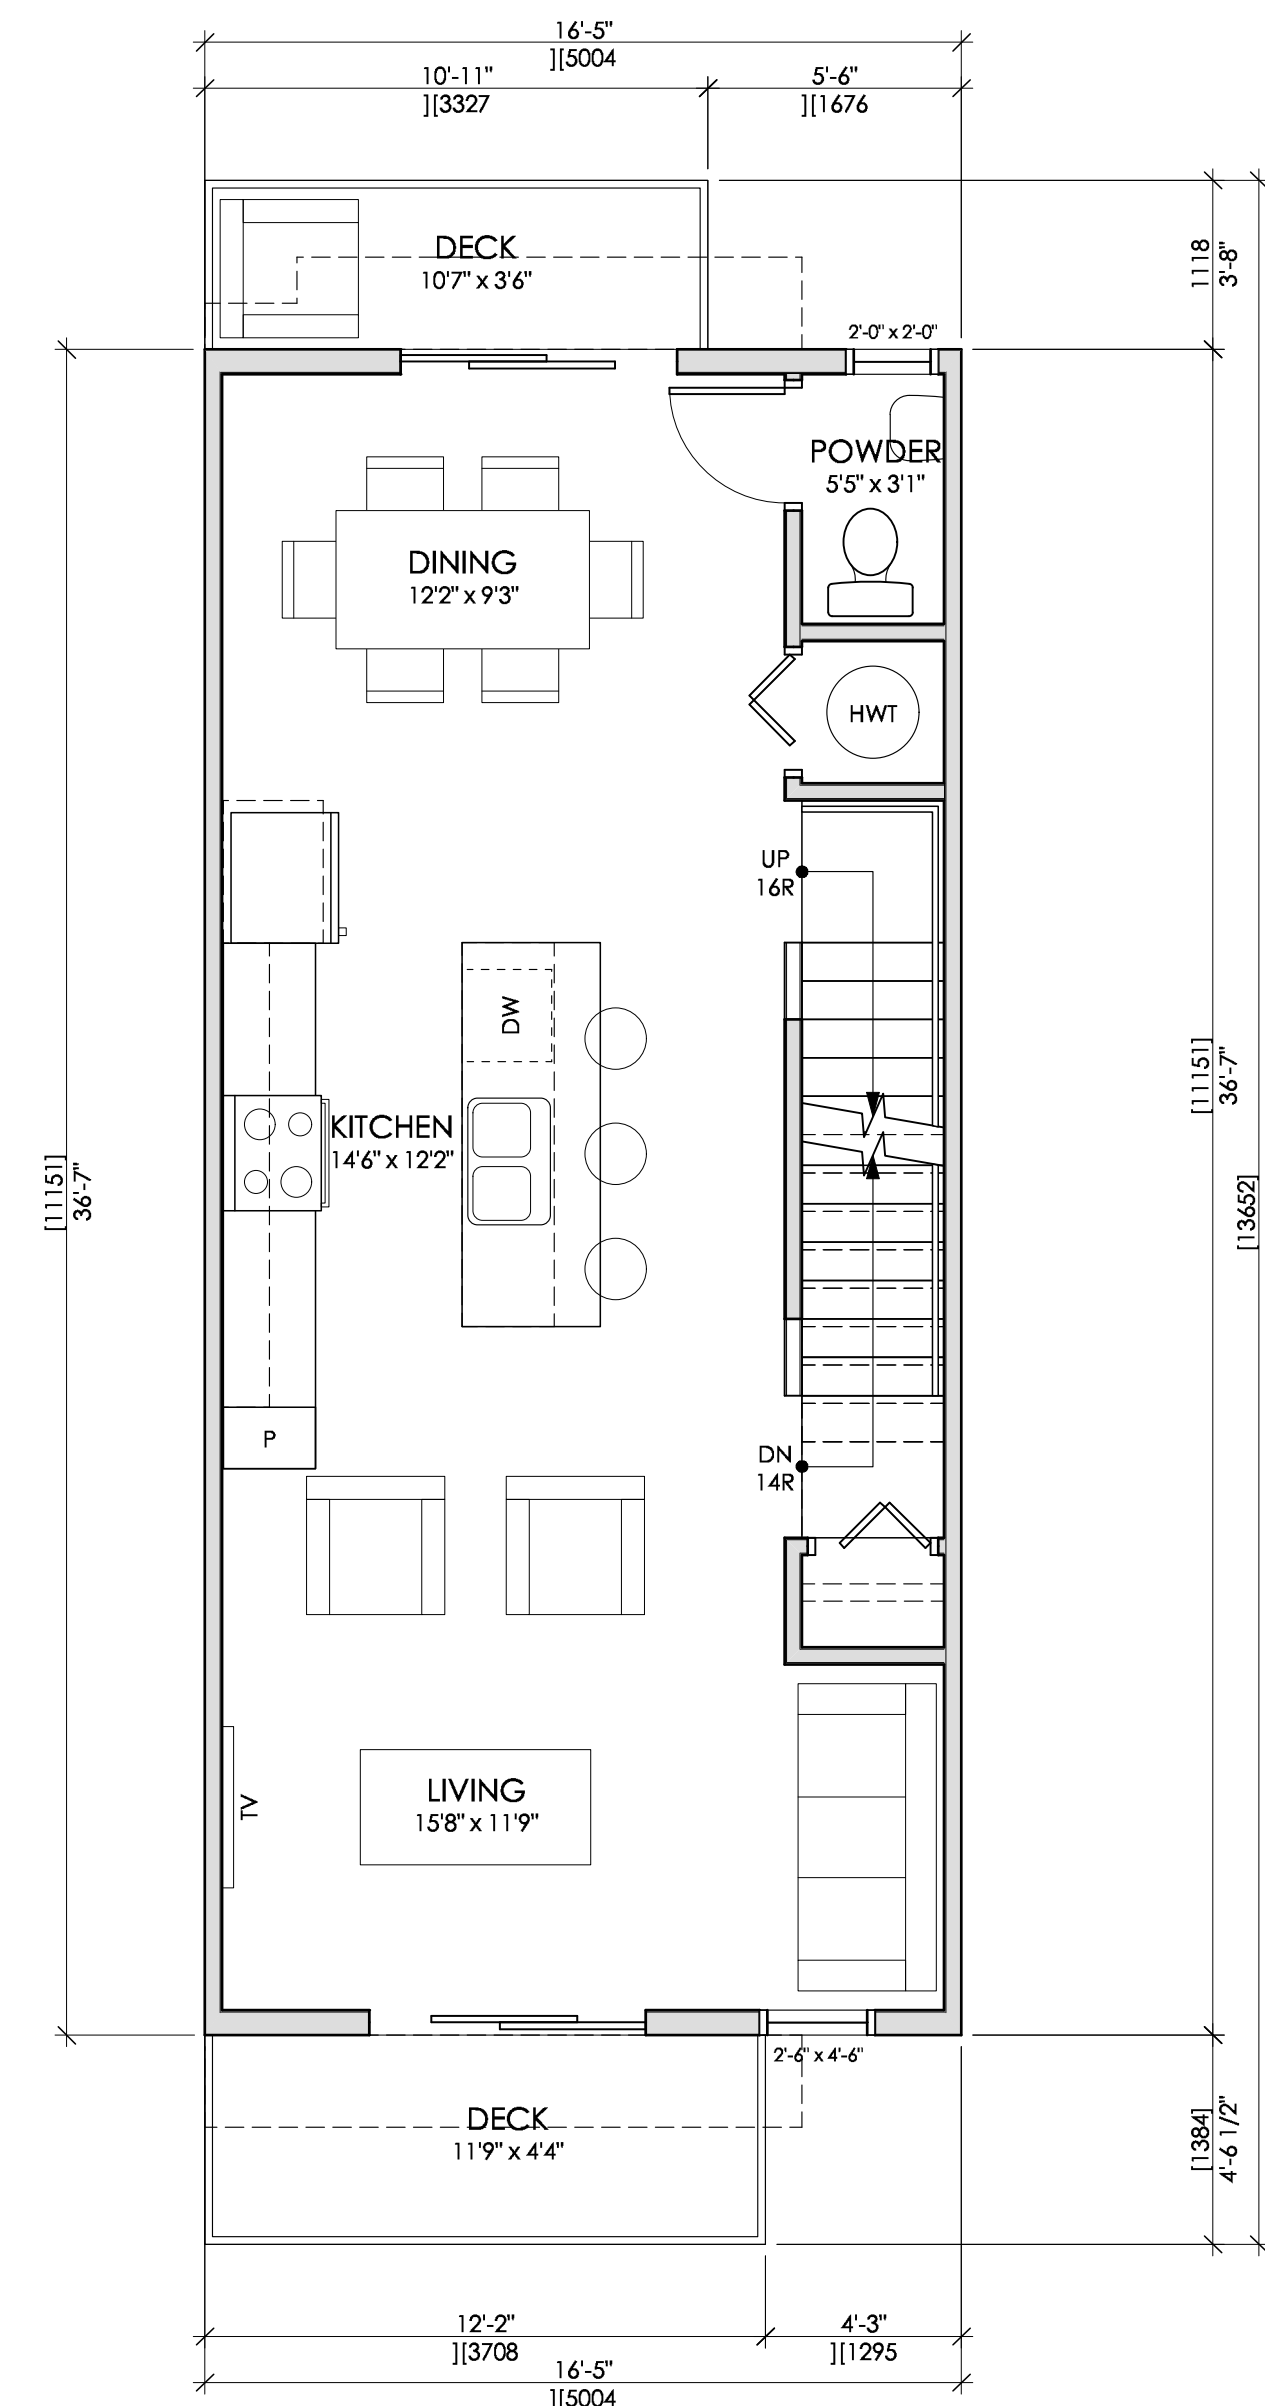 16'-5"
][5004
10'-11"
][3327
5'-6"
][1676
DECK
10'7" x 3'6"
1118
3'-8"
2'-0" x 2'-0"
POWDER
5'5" x 3'1"
DINING
12'2" x 9'3"
HWT
UP
16R
DW
KITCHEN
14'6" x 12'2"
[11151]
36'-7"
[11151]
36'-7"
[13652]
P
DN
14R
TV
LIVING
15'8" x 11'9"
2'-6" x 4'-6"
DECK
11'9" x 4'4"
[1384]
4'-6 1/2"
12'-2"
][3708
4'-3"
][1295
16'-5"
][5004